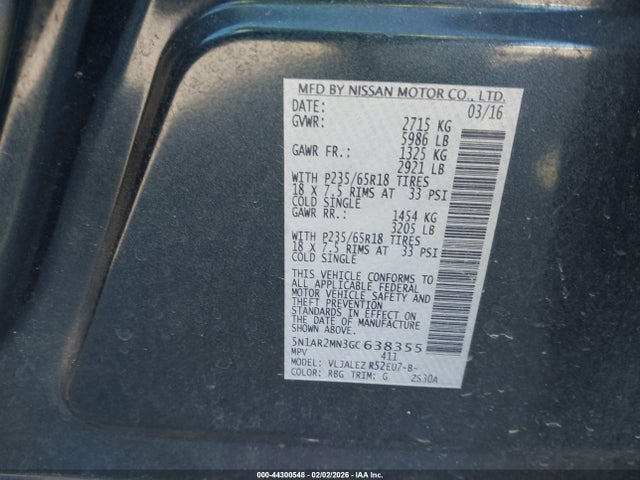 MFD BY NISSAN MOTOR CO., LTD.
DATE: 03/16
GVWR: 2715 KG
5986 LB
GAWR FR.: 1325 KG
2921 LB
WITH P235/65R18 TIRES
18 X 7.5 RIMS AT 33 PSI
COLD SINGLE
GAWR RR.: 1454 KG
3205 LB
WITH P235/65R18 TIRES
18 X 7.5 RIMS AT 33 PSI
COLD SINGLE
THIS VEHICLE CONFORMS TO
ALL APPLICABLE FEDERAL
MOTOR VEHICLE SAFETY AND
THEFT PREVENTION
STANDARDS IN EFFECT ON
THE DATE OF MANUFACTURE
SHOWN ABOVE.
5N1AR2MN3GC638355
MPV 411
MODEL: VLJALEZ R52EU7-B-
COLOR: RBG TRIM: G 2S30A
000-44300548 - 02/02/2026 - IAA Inc.